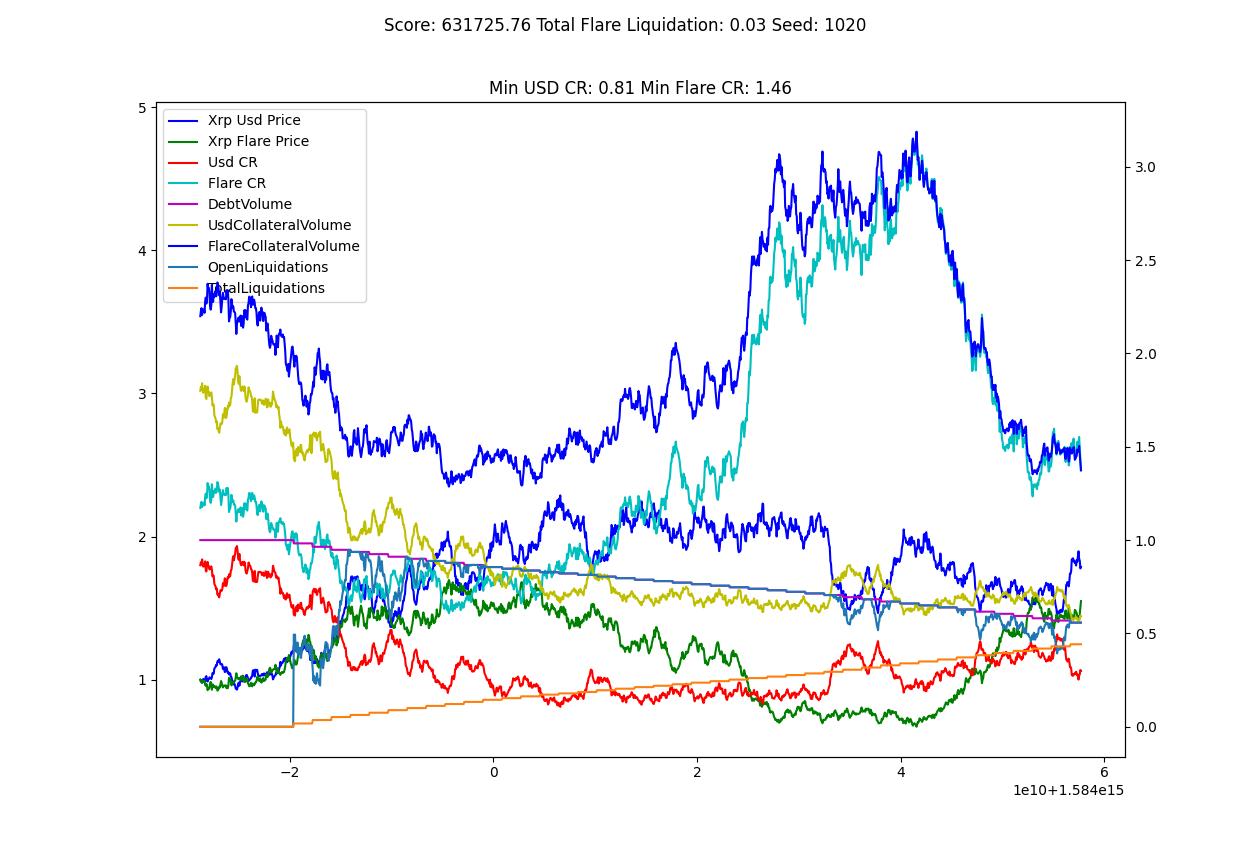 Score: 631725.76 Total Flare Liquidation: 0.03 Seed: 1020
Min USD CR: 0.81 Min Flare CR: 1.46
Xrp Usd Price
Xrp Flare Price
Usd CR
Flare CR
DebtVolume
UsdCollateralVolume
FlareCollateralVolume
OpenLiquidations
TotalLiquidations
5
4
3
2
1
3.0
2.5
2.0
1.5
1.0
0.5
0.0
−2
0
2
4
6
1e10+1.584e15